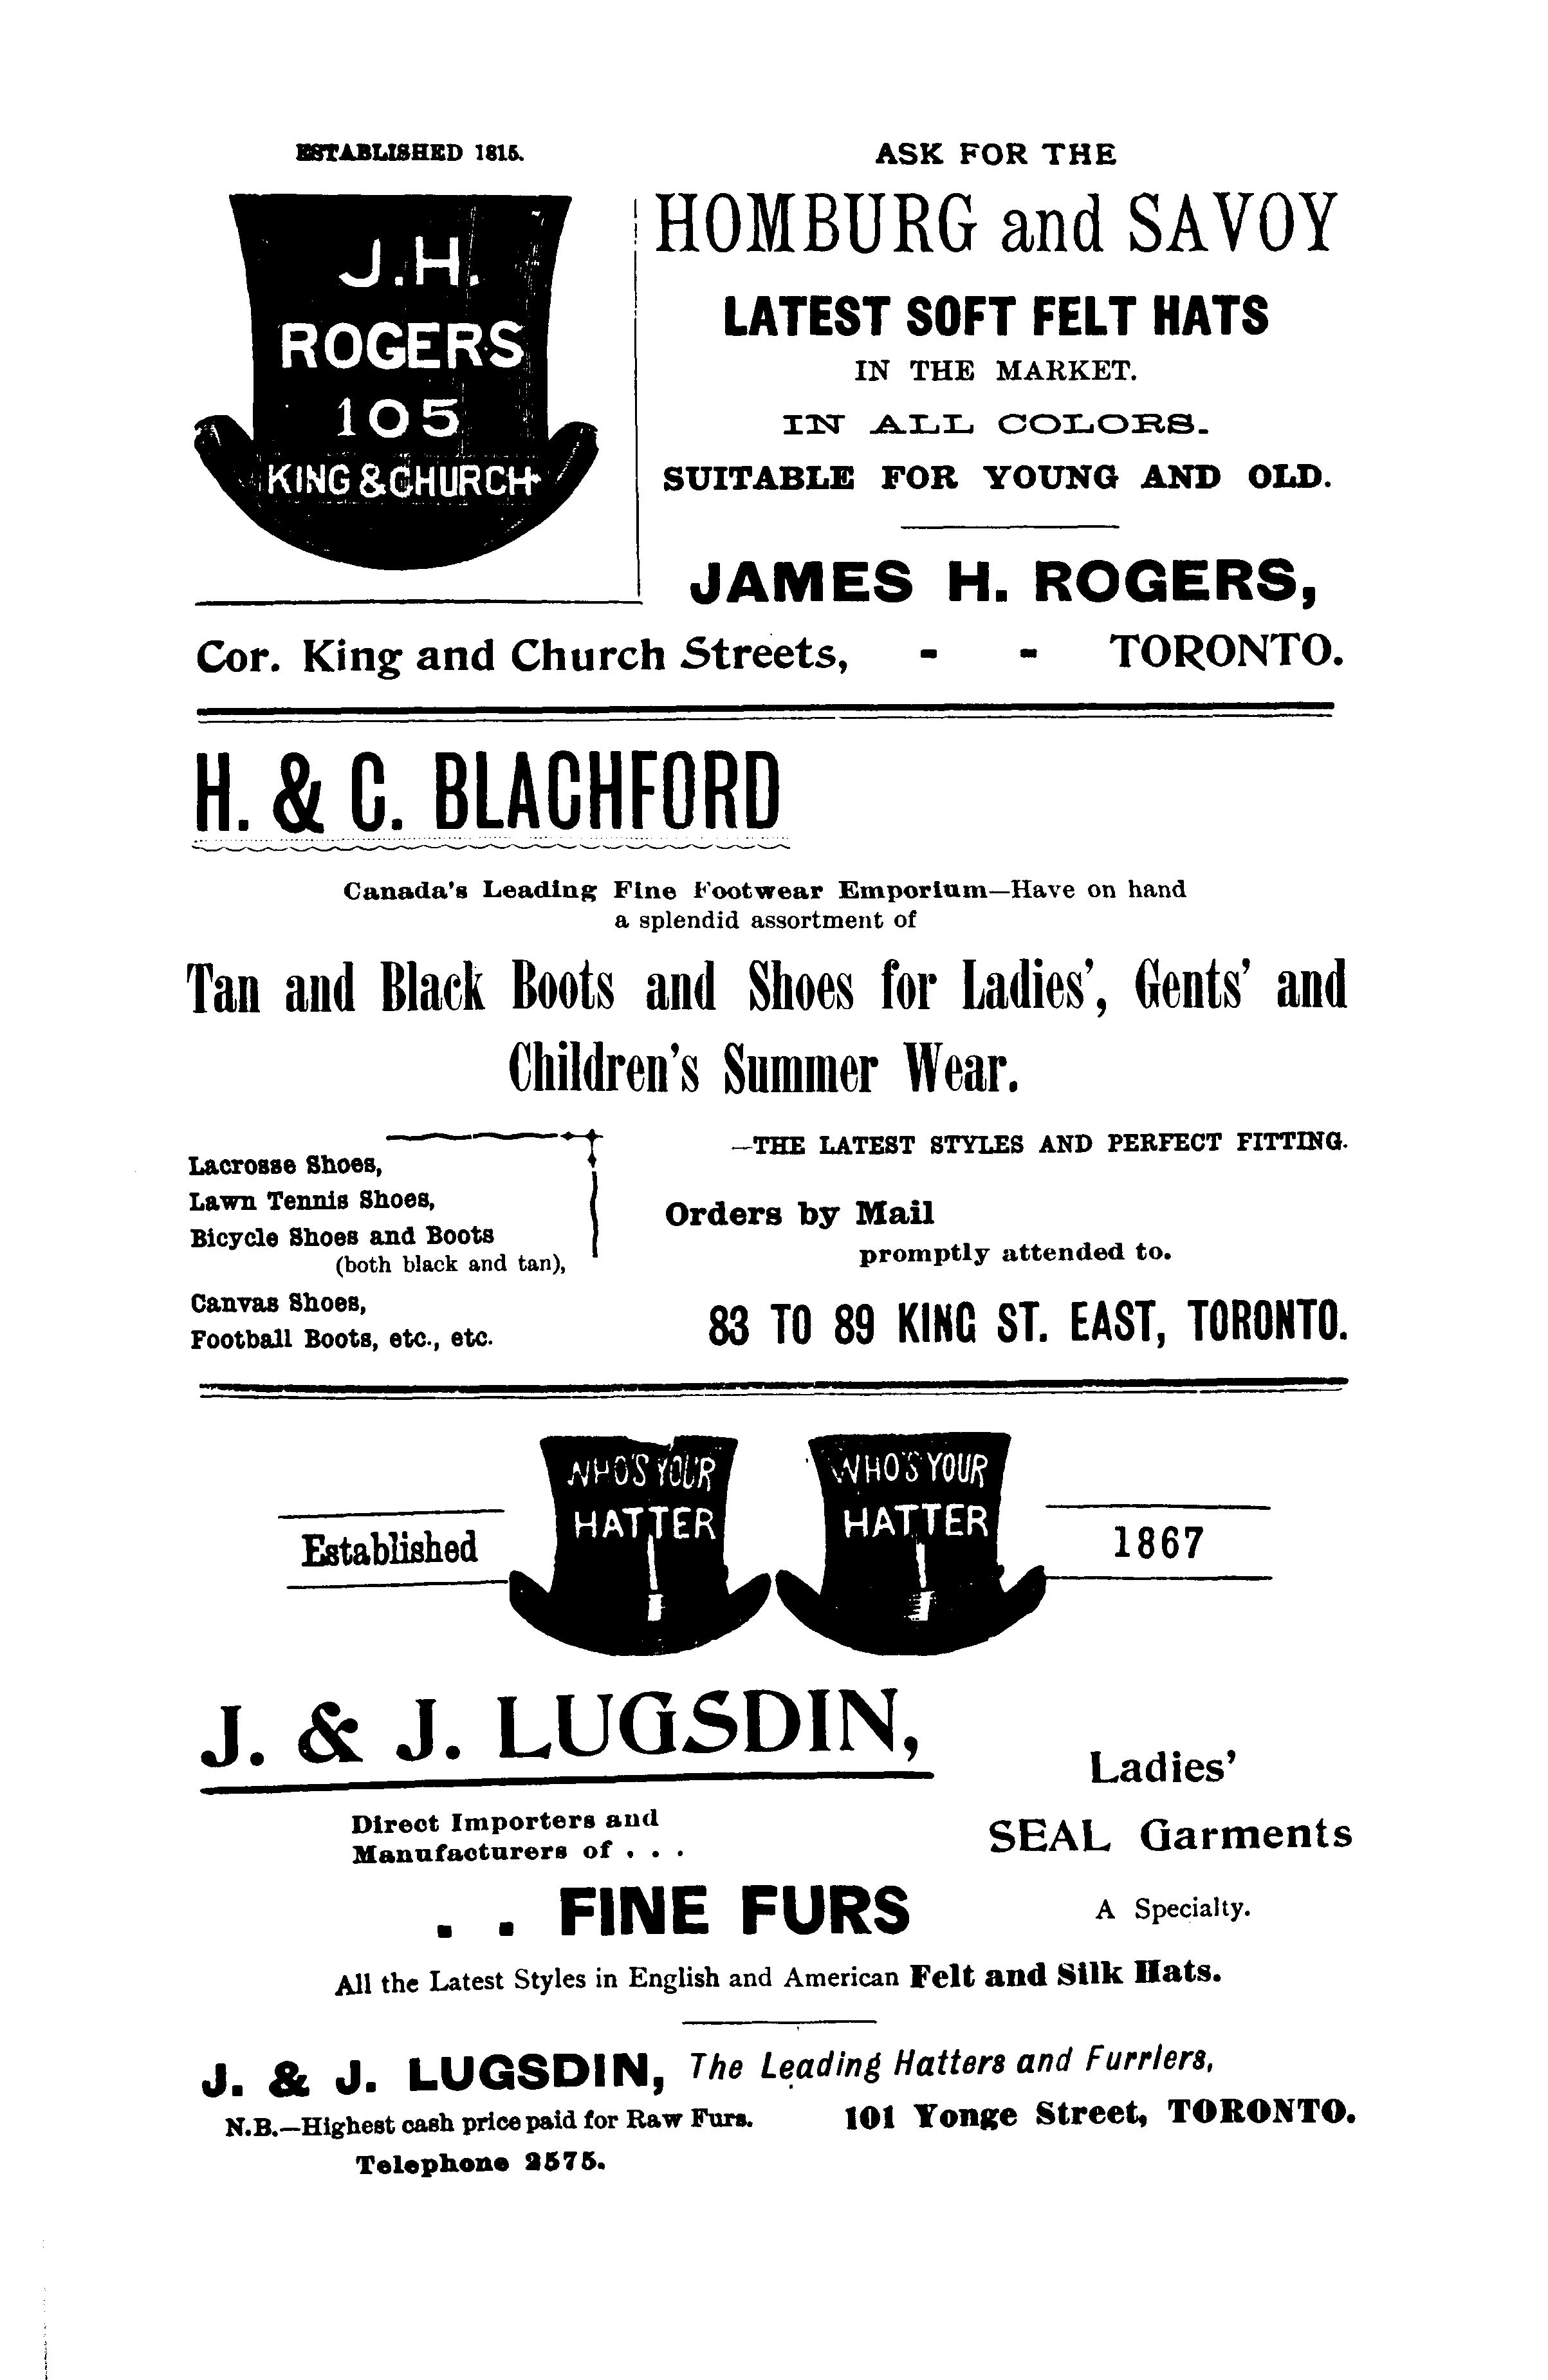 ESTABLISHED 1815.
J.H.
ROGERS
105
KING & CHURCH
ASK FOR THE
HOMBURG and SAVOY
LATEST SOFT FELT HATS
IN THE MARKET.
IN ALL COLORS.
SUITABLE FOR YOUNG AND OLD.
JAMES H. ROGERS,
Cor. King and Church Streets, - - TORONTO.
H. & C. BLACHFORD
Canada's Leading Fine Footwear Emporium—Have on hand
a splendid assortment of
Tan and Black Boots and Shoes for Ladies', Gents' and
Children's Summer Wear.
Lacrosse Shoes,
Lawn Tennis Shoes,
Bicycle Shoes and Boots
(both black and tan),
Canvas Shoes,
Football Boots, etc., etc.
—THE LATEST STYLES AND PERFECT FITTING.
Orders by Mail
promptly attended to.
83 TO 89 KING ST. EAST, TORONTO.
WHO'S YOUR
HATTER
WHO'S YOUR
HATTER
Established
1867
J. & J. LUGSDIN,
Direct Importers and
Manufacturers of . . .
. . FINE FURS
Ladies'
SEAL Garments
A Specialty.
All the Latest Styles in English and American Felt and Silk Hats.
J. & J. LUGSDIN, The Leading Hatters and Furriers,
N.B.—Highest cash price paid for Raw Furs. 101 Yonge Street, TORONTO.
Telephone 2575.